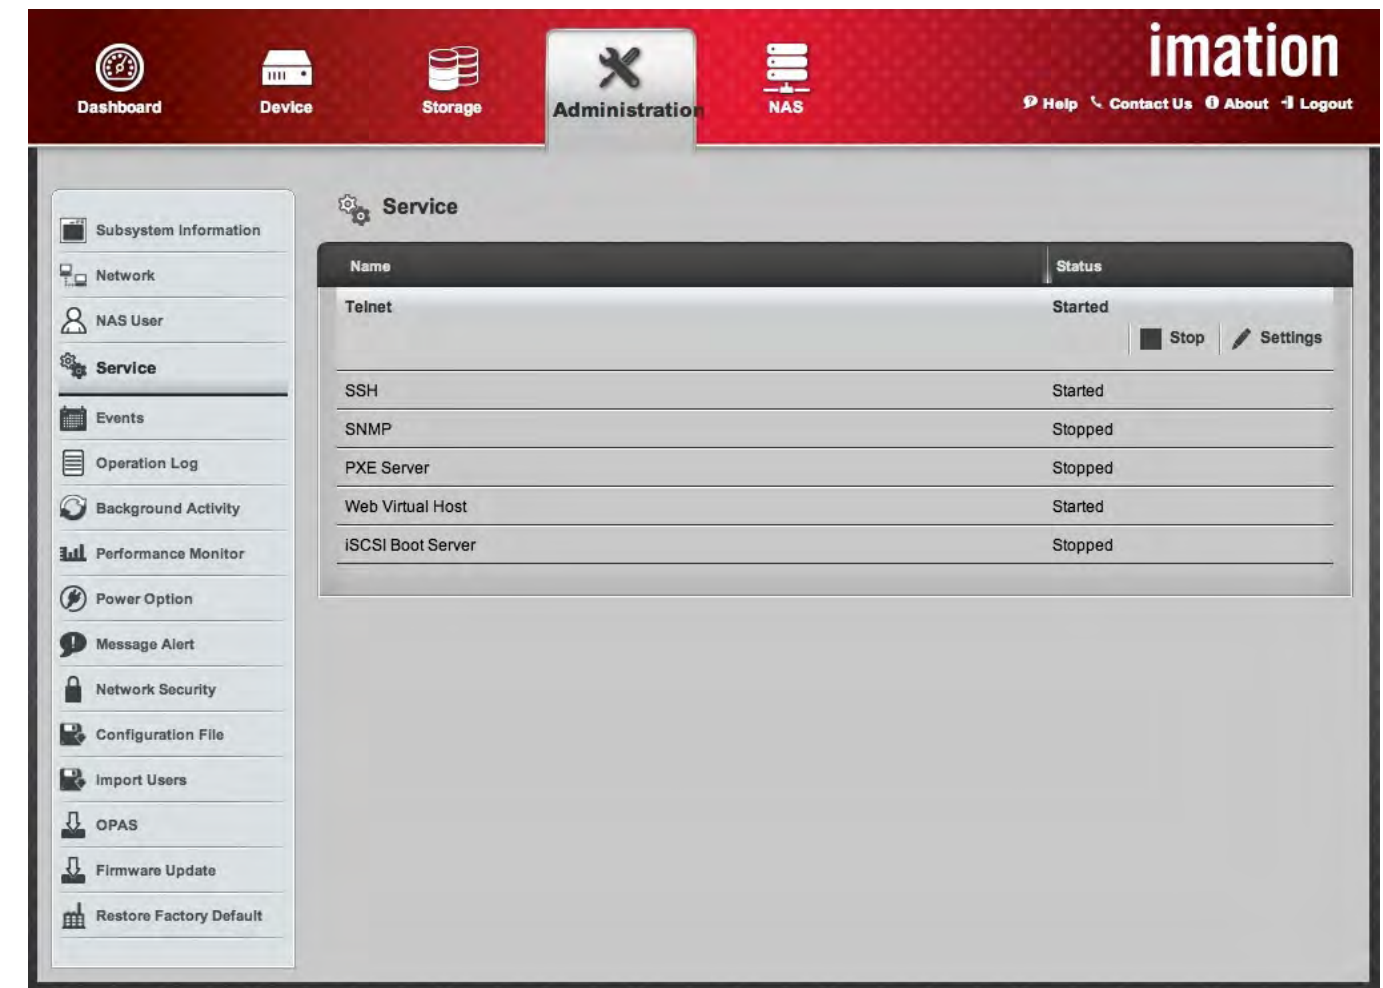 imation
Dashboard
Device
Storage
Administration
NAS
Help Contact Us About Logout
Subsystem Information
Network
NAS User
Service
Events
Operation Log
Background Activity
Performance Monitor
Power Option
Message Alert
Network Security
Configuration File
Import Users
OPAS
Firmware Update
Restore Factory Default
Service
Name Status
Telnet Started
Stop Settings
SSH Started
SNMP Stopped
PXE Server Stopped
Web Virtual Host Started
iSCSI Boot Server Stopped